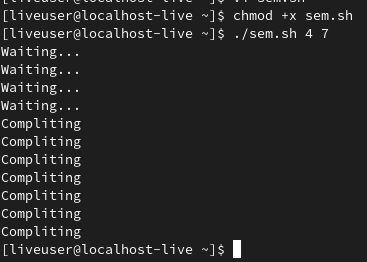 [liveuser@localhost-live ~]$ chmod +x sem.sh
[liveuser@localhost-live ~]$ ./sem.sh 4 7
Waiting...
Waiting...
Waiting...
Waiting...
Compliting
Compliting
Compliting
Compliting
Compliting
Compliting
Compliting
[liveuser@localhost-live ~]$